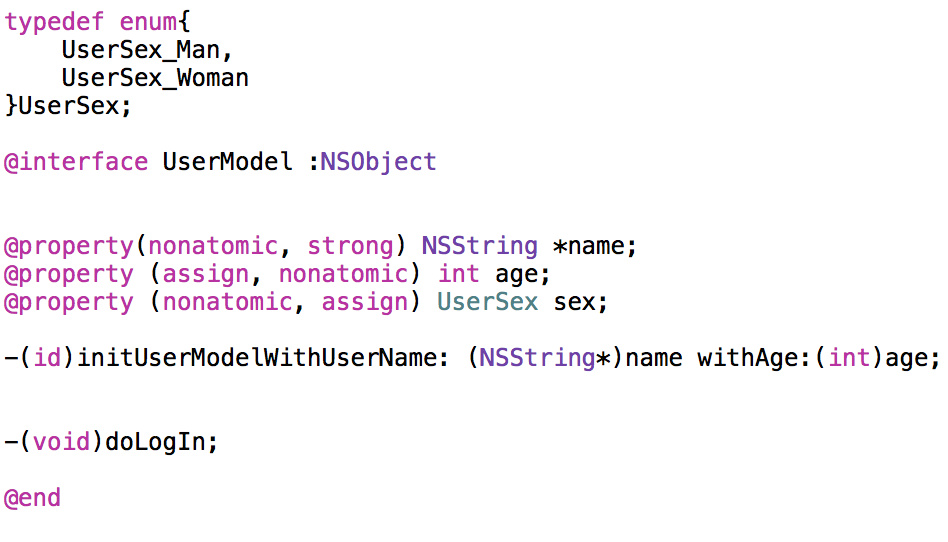 typedef enum{
    UserSex_Man,
    UserSex_Woman
}UserSex;
@interface UserModel :NSObject
@property(nonatomic, strong) NSString *name;
@property (assign, nonatomic) int age;
@property (nonatomic, assign) UserSex sex;
-(id)initUserModelWithUserName: (NSString*)name withAge:(int)age;
-(void)doLogIn;
@end